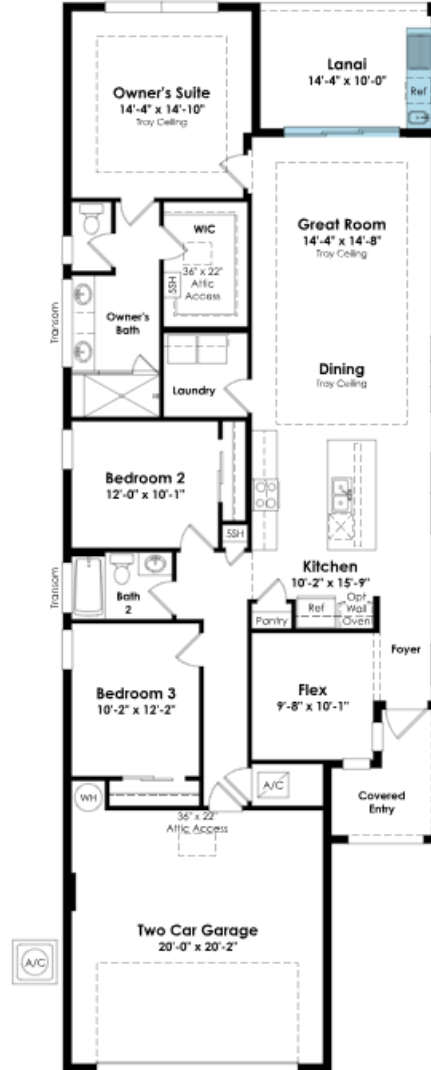 Owner's Suite
14'-4" x 14'-10"
Tray Ceiling
Lanai
14'-4" x 10'-0"
Ref
WIC
36" x 22"
Attic
Access
5SH
Great Room
14'-4" x 14'-8"
Tray Ceiling
Transom
Owner's
Bath
Laundry
Dining
Tray Ceiling
Bedroom 2
12'-0" x 10'-1"
5SH
Kitchen
10'-2" x 15'-9"
Transom
Bath
2
Pantry
Ref
Opt
Wall
Oven
Foyer
Bedroom 3
10'-2" x 12'-2"
Flex
9'-8" x 10'-1"
WH
A/C
Covered
Entry
36" x 22"
Attic Access
Two Car Garage
20'-0" x 20'-2"
A/C